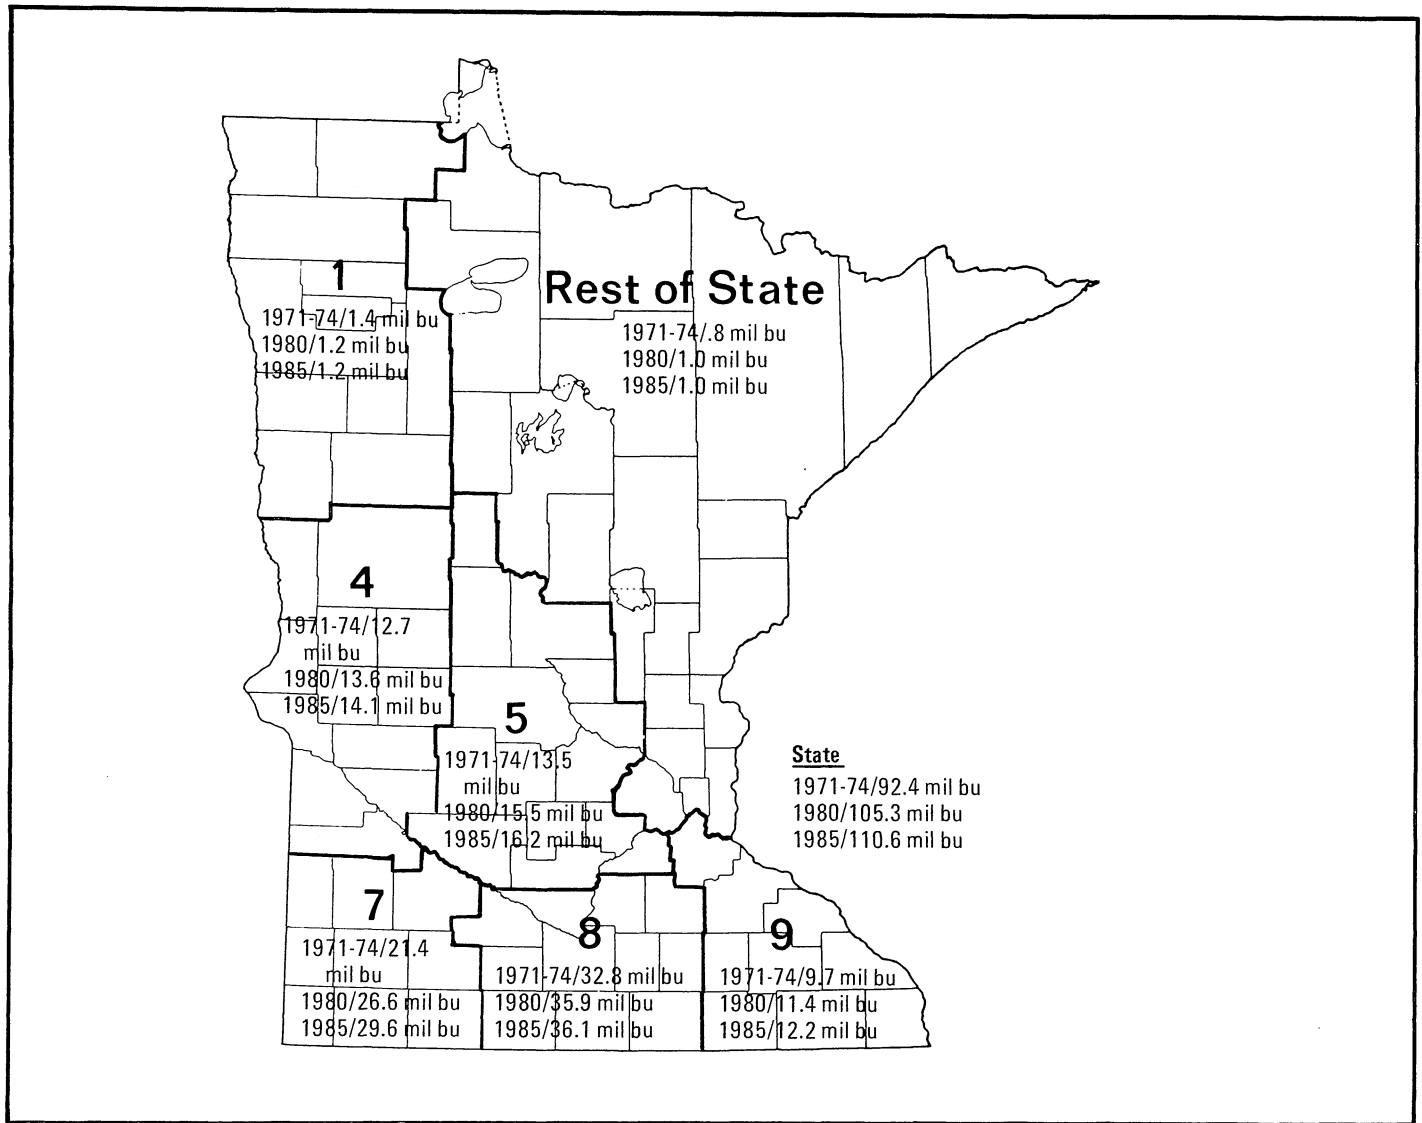 1
1971-74/1.4 mil bu
1980/1.2 mil bu
1985/1.2 mil bu
Rest of State
1971-74/.8 mil bu
1980/1.0 mil bu
1985/1.0 mil bu
4
1971-74/12.7
mil bu
1980/13.6 mil bu
1985/14.1 mil bu
5
1971-74/13.5
mil bu
1980/15.5 mil bu
1985/16.2 mil bu
State
1971-74/92.4 mil bu
1980/105.3 mil bu
1985/110.6 mil bu
7
1971-74/21.4
mil bu
1980/26.6 mil bu
1985/29.6 mil bu
8
1971-74/32.8 mil bu
1980/35.9 mil bu
1985/36.1 mil bu
9
1971-74/9.7 mil bu
1980/11.4 mil bu
1985/12.2 mil bu